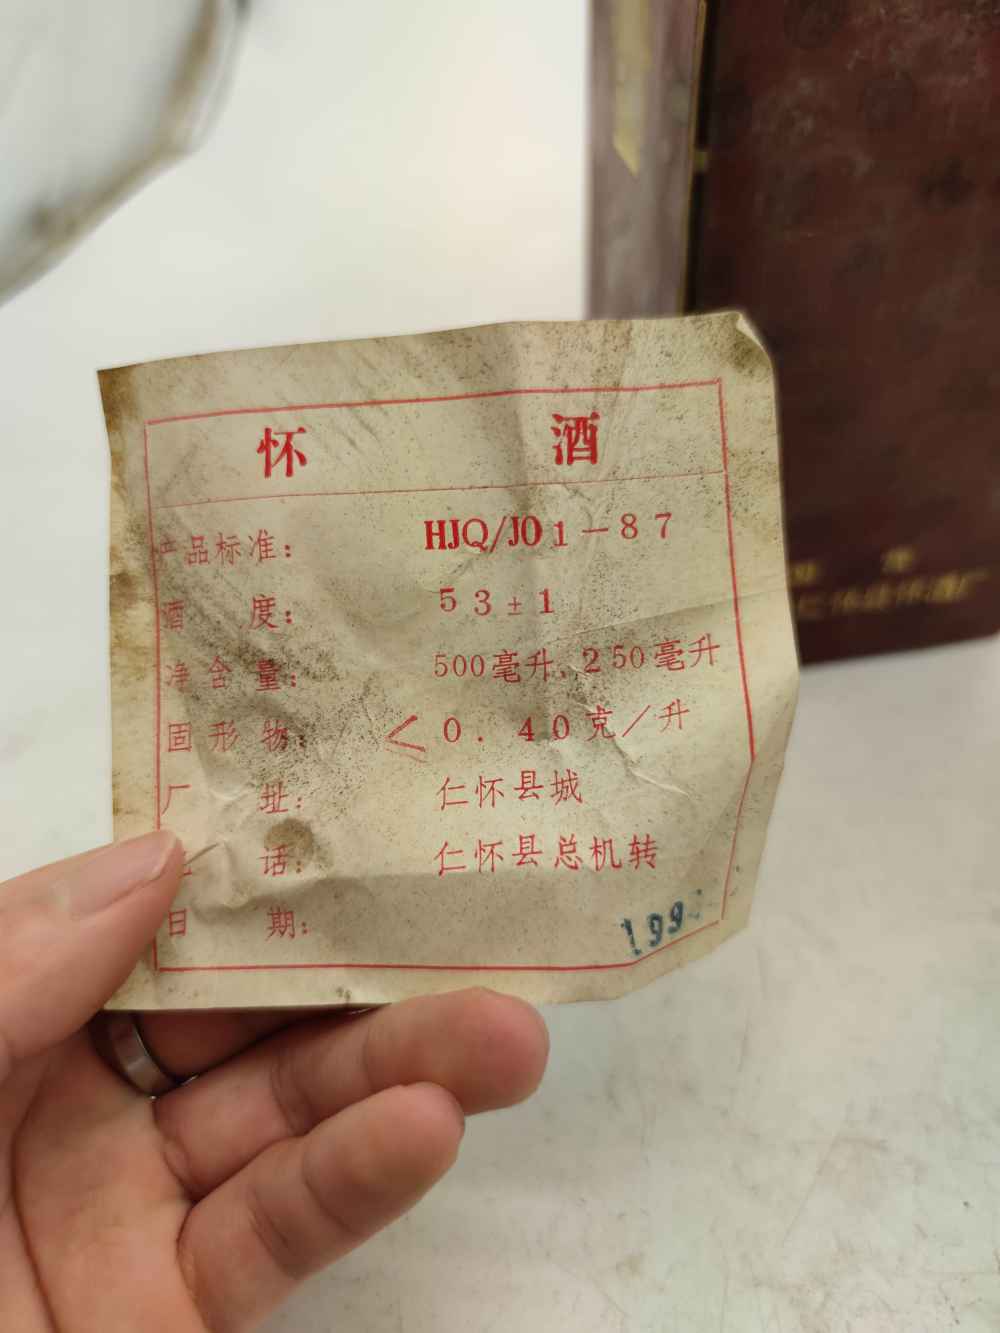 怀 酒
产品标准： HJQ/J01－87
酒 度： 53±1
净含量： 500毫升、250毫升
固形物： ＜0.40克／升
厂 址： 仁怀县城
话： 仁怀县总机转
日 期： 199